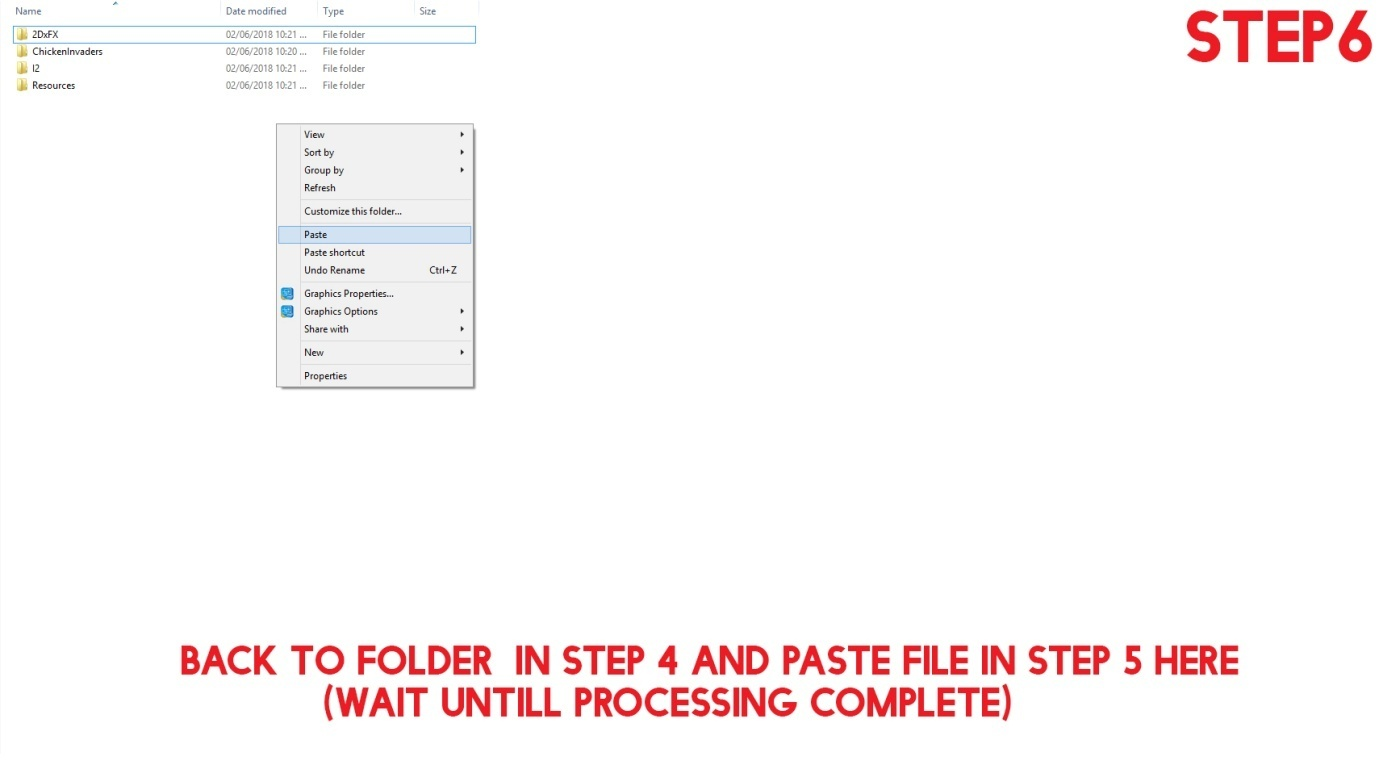 Name Date modified Type Size
2DxFX 02/06/2018 10:21 ... File folder
ChickenInvaders 02/06/2018 10:20 ... File folder
I2 02/06/2018 10:21 ... File folder
Resources 02/06/2018 10:21 ... File folder
STEP6
View
Sort by
Group by
Refresh
Customize this folder...
Paste
Paste shortcut
Undo Rename Ctrl+Z
Graphics Properties...
Graphics Options
Share with
New
Properties
BACK TO FOLDER IN STEP 4 AND PASTE FILE IN STEP 5 HERE
(WAIT UNTILL PROCESSING COMPLETE)